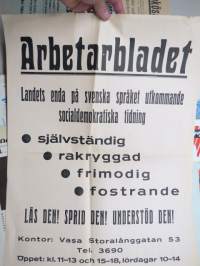 Arbetarbladet
Landets enda på svenska språket utkommande
socialdemokratiska tidning
● självständig
● rakryggad
● frimodig
● fostrande
LÄS DEN! SPRID DEN! UNDERSTÖD DEN!
Kontor: Vasa Storalånggatan 53
Tel. 3690
Öppet: kl. 11-13 och 15-18, lördagar 10-14